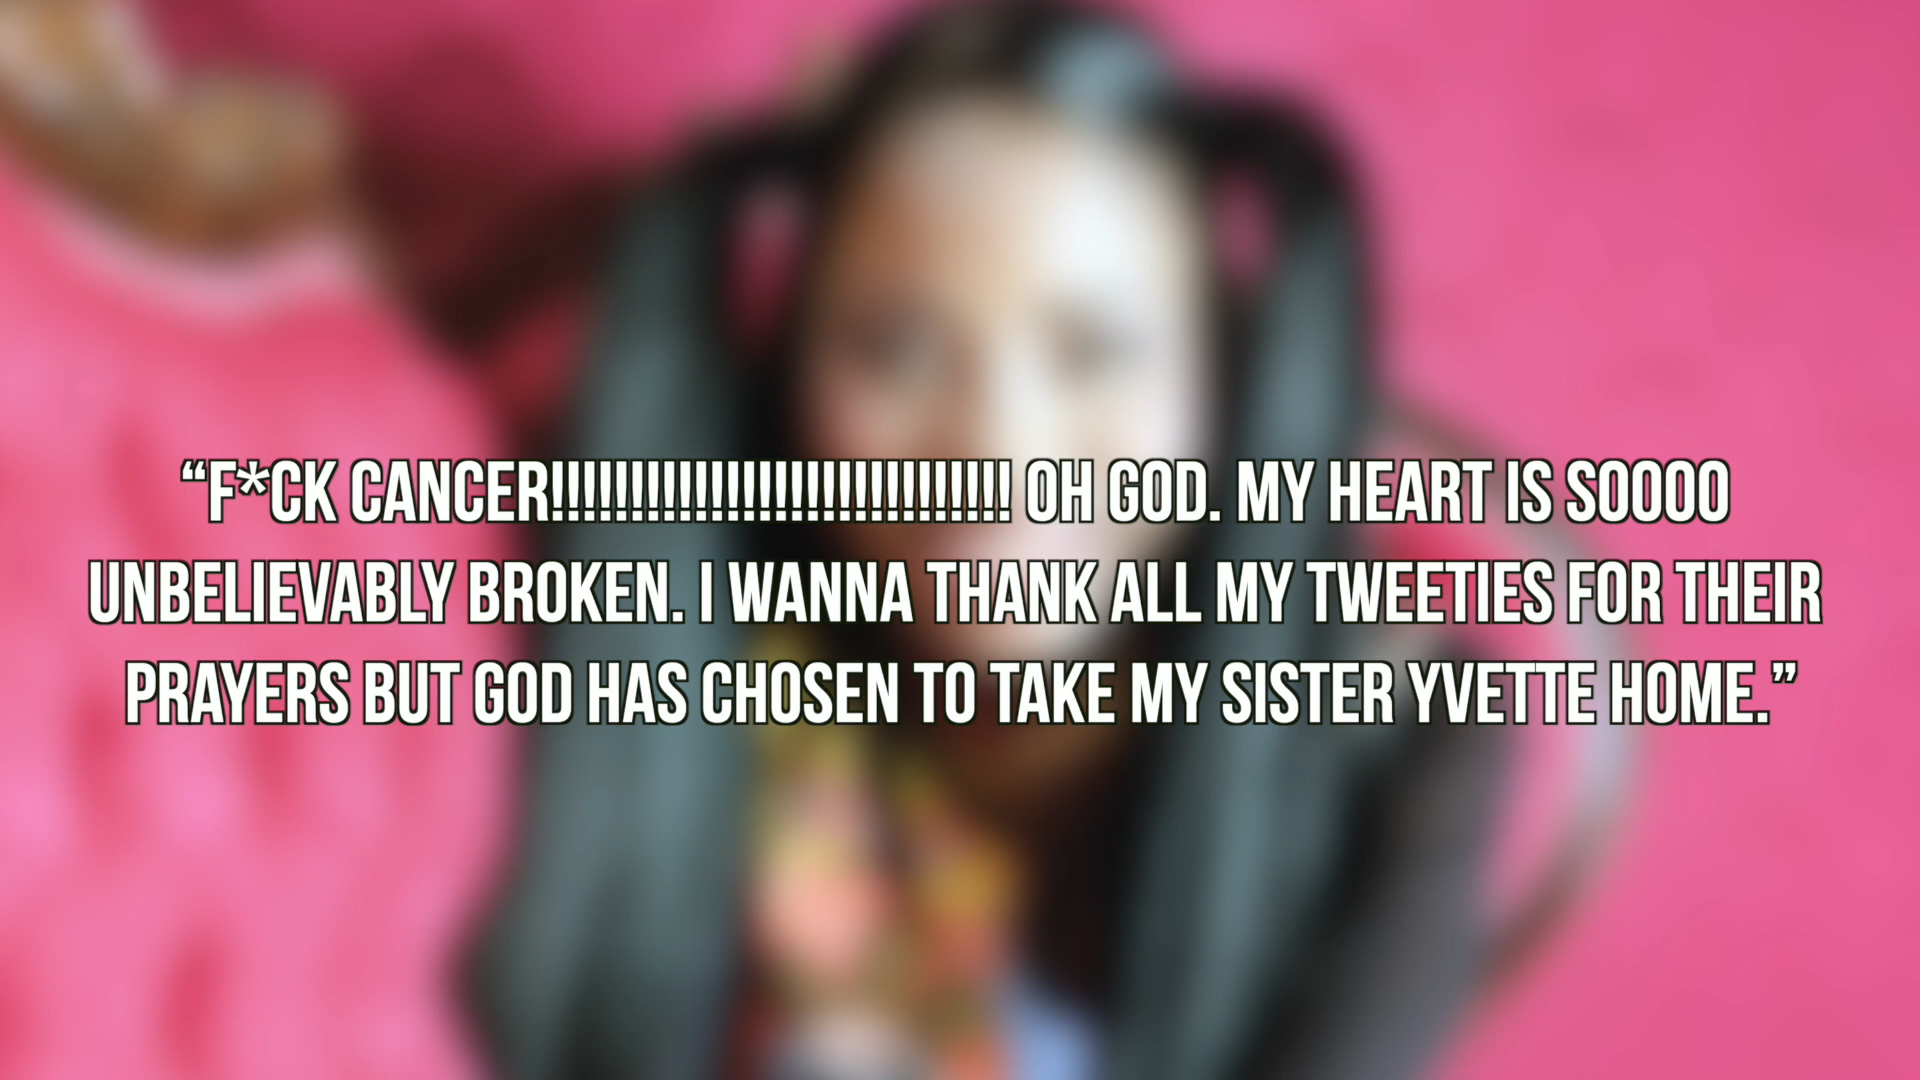 “F*CK CANCER!!!!!!!!!!!!!!!!!!!!!!!!!!!!! OH GOD. MY HEART IS SOOOO
UNBELIEVABLY BROKEN. I WANNA THANK ALL MY TWEETIES FOR THEIR
PRAYERS BUT GOD HAS CHOSEN TO TAKE MY SISTER YVETTE HOME.”